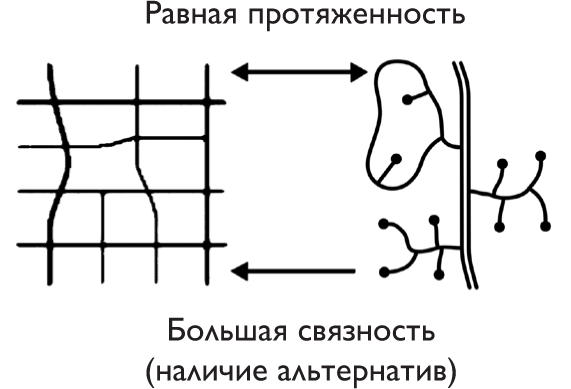 Равная протяженность
Большая связность
(наличие альтернатив)